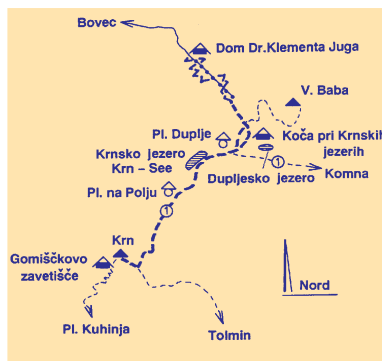 Bovec
Dom Dr.Klementa Juga
V. Baba
Pl. Duplje
Koča pri Krnskih
jezerih
Krnsko jezero
Krn – See
1
Dupljesko jezero
Komna
Pl. na Polju
1
Krn
Gomiščkovo
zavetišče
Nord
Pl. Kuhinja
Tolmin